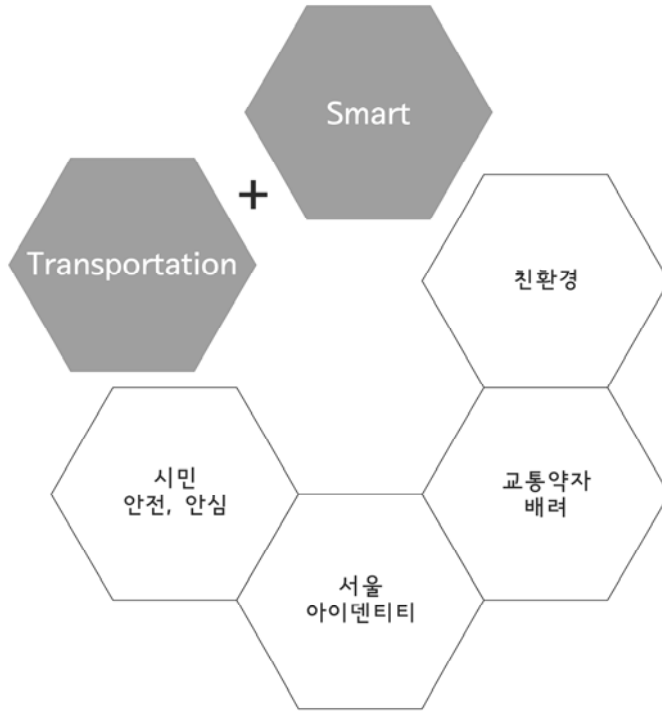 Smart
+
Transportation
친환경
시민
안전, 안심
교통약자
배려
서울
아이덴티티